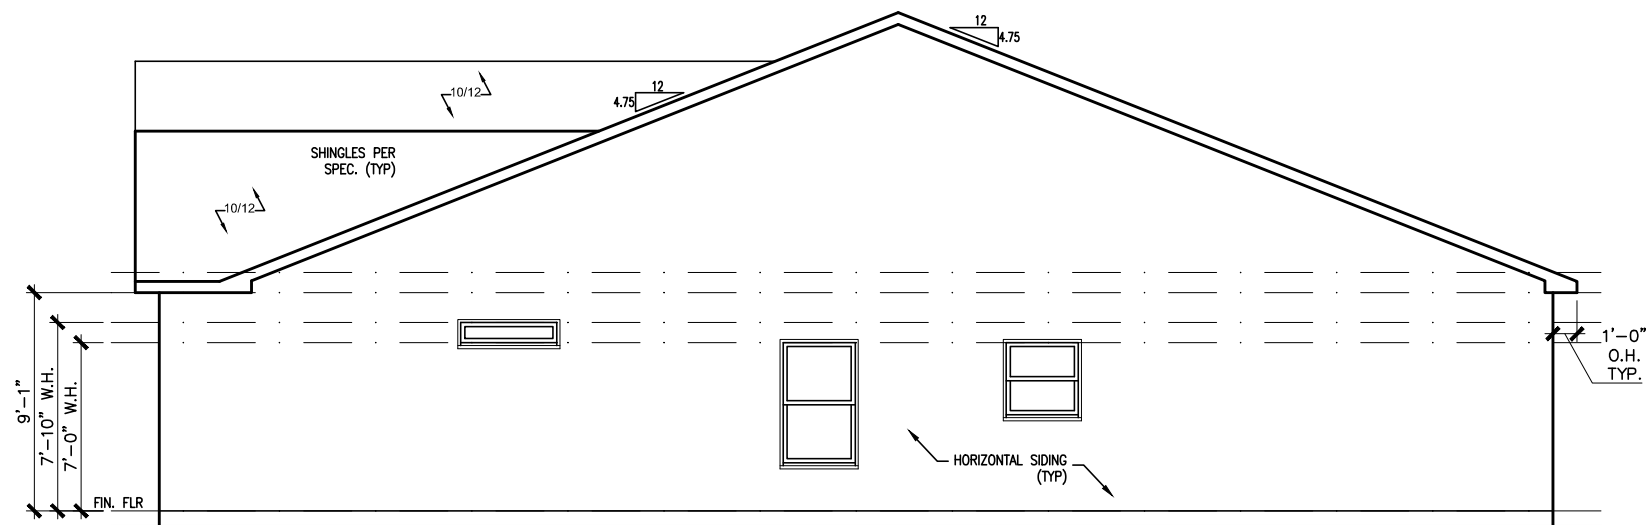 12
4.75
12
4.75
10/12
SHINGLES PER
SPEC. (TYP)
10/12
9'-1"
7'-10" W.H.
7'-0" W.H.
1'-0"
O.H.
TYP.
HORIZONTAL SIDING
(TYP)
FIN. FLR